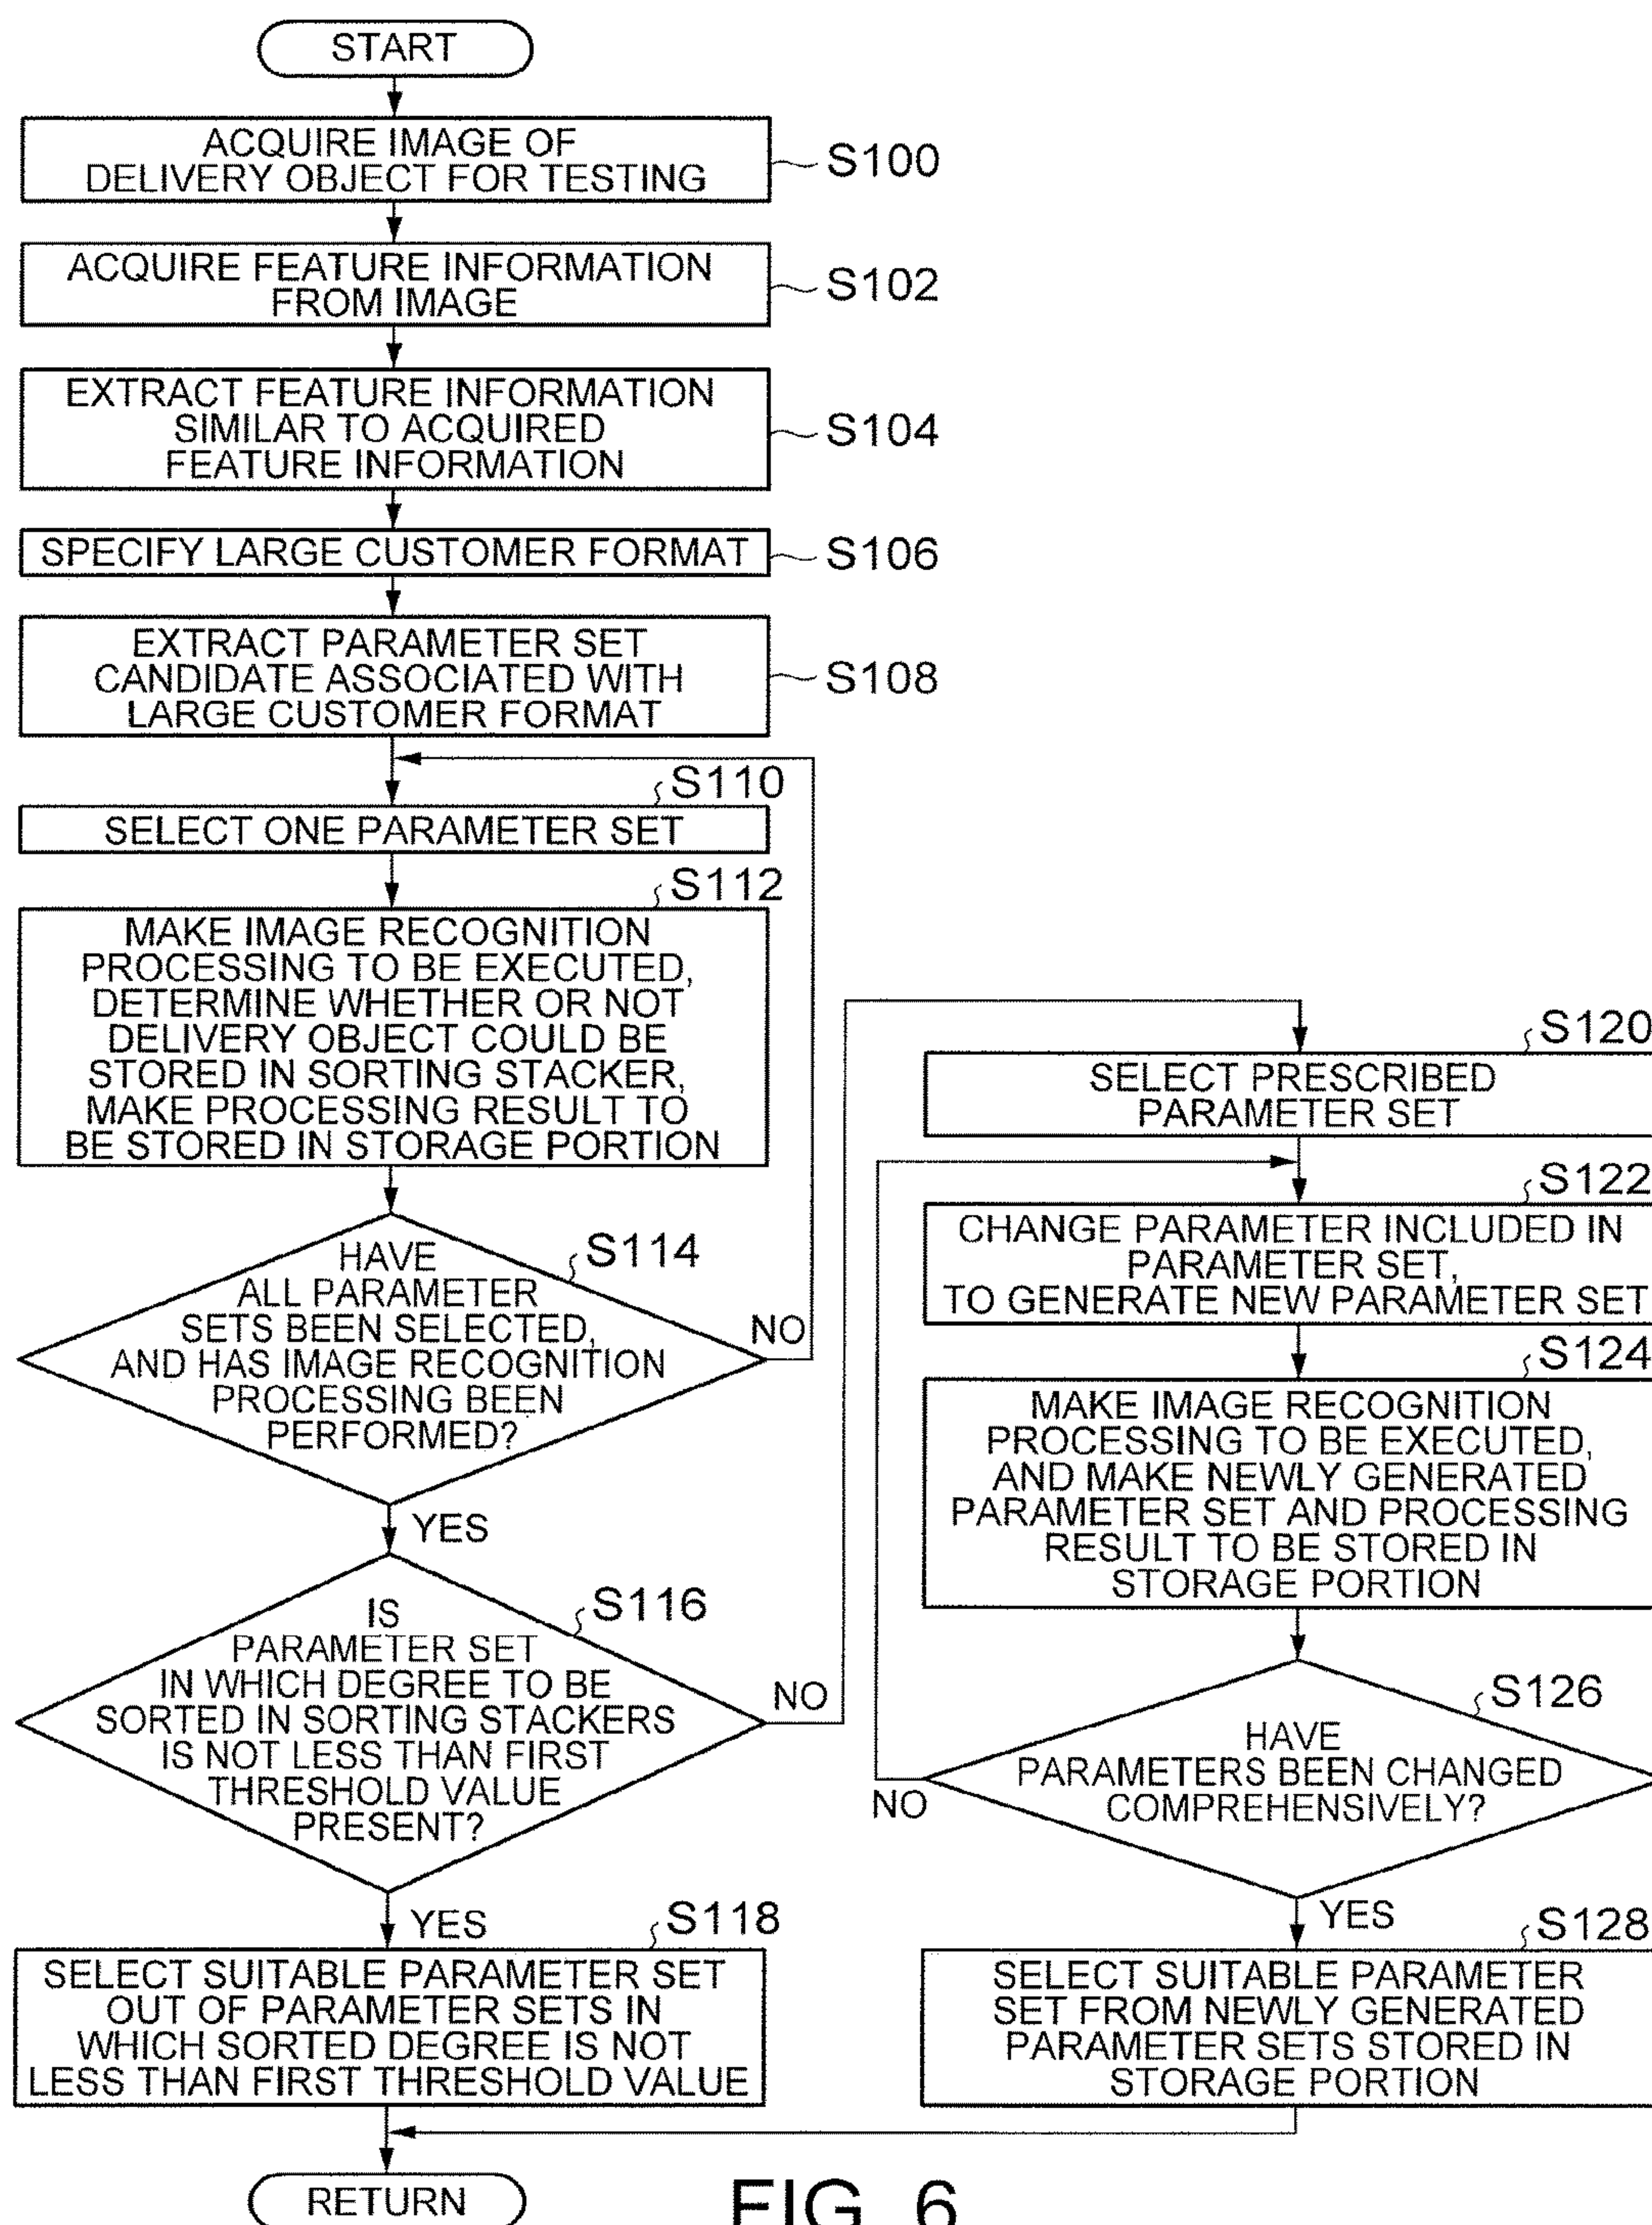 START
ACQUIRE IMAGE OF
DELIVERY OBJECT FOR TESTING
S100
ACQUIRE FEATURE INFORMATION
FROM IMAGE
S102
EXTRACT FEATURE INFORMATION
SIMILAR TO ACQUIRED
FEATURE INFORMATION
S104
SPECIFY LARGE CUSTOMER FORMAT
S106
EXTRACT PARAMETER SET
CANDIDATE ASSOCIATED WITH
LARGE CUSTOMER FORMAT
S108
S110
SELECT ONE PARAMETER SET
S112
MAKE IMAGE RECOGNITION
PROCESSING TO BE EXECUTED,
DETERMINE WHETHER OR NOT
DELIVERY OBJECT COULD BE
STORED IN SORTING STACKER,
MAKE PROCESSING RESULT TO
BE STORED IN STORAGE PORTION
S114
HAVE
ALL PARAMETER
SETS BEEN SELECTED,
AND HAS IMAGE RECOGNITION
PROCESSING BEEN
PERFORMED?
NO
YES
S116
IS
PARAMETER SET
IN WHICH DEGREE TO BE
SORTED IN SORTING STACKERS
IS NOT LESS THAN FIRST
THRESHOLD VALUE
PRESENT?
NO
YES
S118
SELECT SUITABLE PARAMETER SET
OUT OF PARAMETER SETS IN
WHICH SORTED DEGREE IS NOT
LESS THAN FIRST THRESHOLD VALUE
S120
SELECT PRESCRIBED
PARAMETER SET
S122
CHANGE PARAMETER INCLUDED IN
PARAMETER SET,
TO GENERATE NEW PARAMETER SET
S124
MAKE IMAGE RECOGNITION
PROCESSING TO BE EXECUTED,
AND MAKE NEWLY GENERATED
PARAMETER SET AND PROCESSING
RESULT TO BE STORED IN
STORAGE PORTION
S126
HAVE
PARAMETERS BEEN CHANGED
COMPREHENSIVELY?
NO
YES
S128
SELECT SUITABLE PARAMETER
SET FROM NEWLY GENERATED
PARAMETER SETS STORED IN
STORAGE PORTION
RETURN
FIG. 6